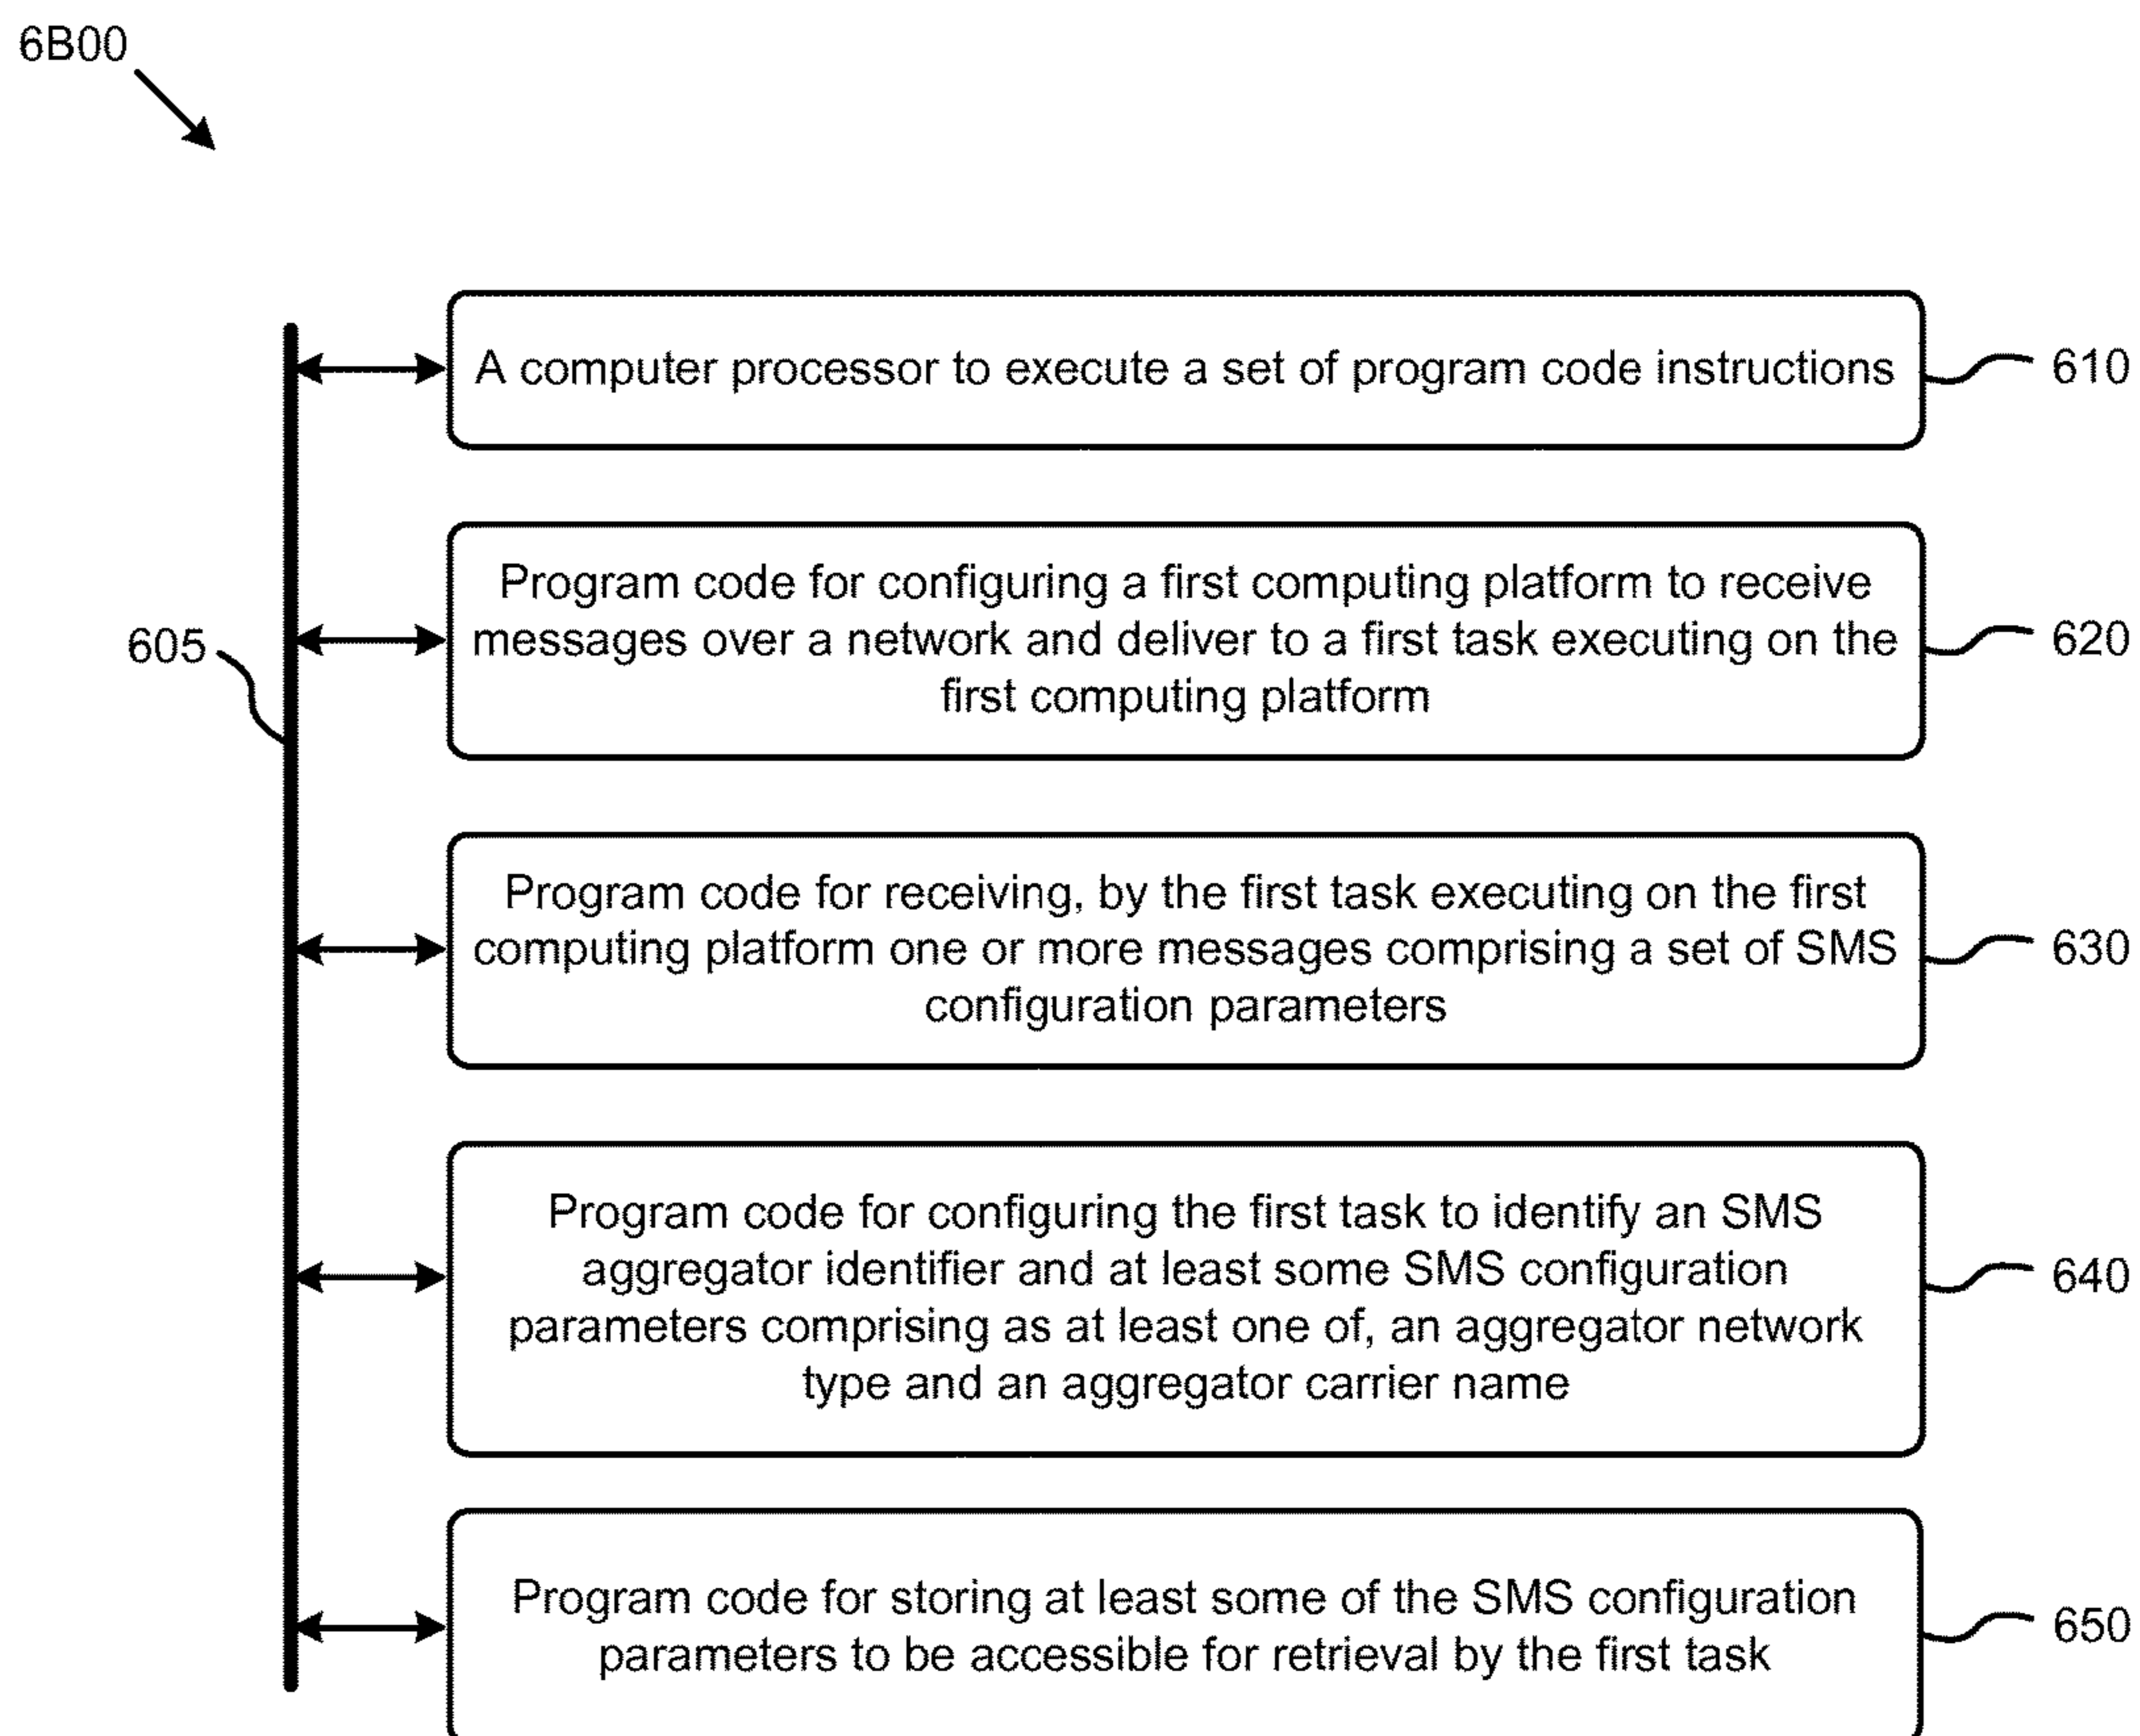 6B00
A computer processor to execute a set of program code instructions
610
Program code for configuring a first computing platform to receive
messages over a network and deliver to a first task executing on the
first computing platform
620
605
Program code for receiving, by the first task executing on the first
computing platform one or more messages comprising a set of SMS
configuration parameters
630
Program code for configuring the first task to identify an SMS
aggregator identifier and at least some SMS configuration
parameters comprising as at least one of, an aggregator network
type and an aggregator carrier name
640
Program code for storing at least some of the SMS configuration
parameters to be accessible for retrieval by the first task
650